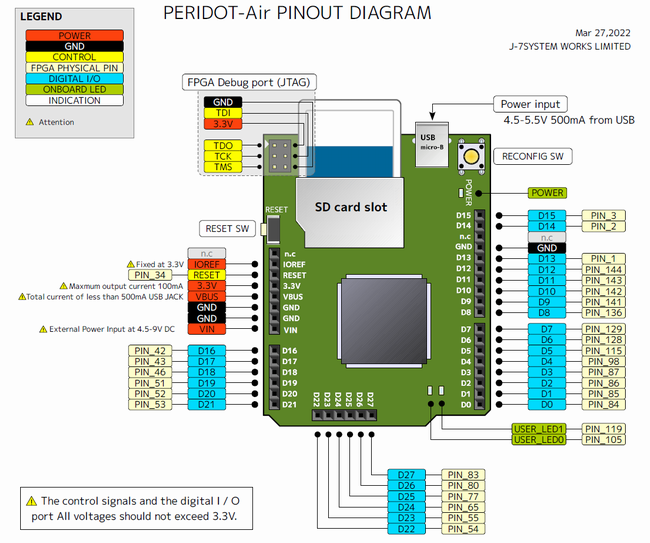 PERIDOT-Air PINOUT DIAGRAM
Mar 27,2022
J-7SYSTEM WORKS LIMITED
LEGEND
POWER
GND
CONTROL
FPGA PHYSICAL PIN
DIGITAL I/O
ONBOARD LED
INDICATION
Attention
FPGA Debug port (JTAG)
GND
TDI
3.3V
TDO
TCK
TMS
Power input
4.5-5.5V 500mA from USB
USB
micro-B
RECONFIG SW
POWER
POWER
SD card slot
RESET
RESET SW
n.c
Fixed at 3.3V IOREF
PIN_34 RESET
Maxmum output current 100mA 3.3V
Total current of less than 500mA USB JACK VBUS
GND
GND
External Power Input at 4.5-9V DC VIN
n.c
IOREF
RESET
3.3V
VBUS
GND
GND
VIN
PIN_42 D16
PIN_43 D17
PIN_46 D18
PIN_51 D19
PIN_52 D20
PIN_53 D21
D16
D17
D18
D19
D20
D21
D15
D14
n.c
GND
D13
D12
D11
D10
D9
D8
D15 PIN_3
D14 PIN_2
n.c
GND
D13 PIN_1
D12 PIN_144
D11 PIN_143
D10 PIN_142
D9 PIN_141
D8 PIN_136
D7
D6
D5
D4
D3
D2
D1
D0
D7 PIN_129
D6 PIN_128
D5 PIN_115
D4 PIN_98
D3 PIN_87
D2 PIN_86
D1 PIN_85
D0 PIN_84
D22
D23
D24
D25
D26
D27
USER_LED1 PIN_119
USER_LED0 PIN_105
D27 PIN_83
D26 PIN_80
D25 PIN_77
D24 PIN_65
D23 PIN_55
D22 PIN_54
The control signals and the digital I / O
port All voltages should not exceed 3.3V.